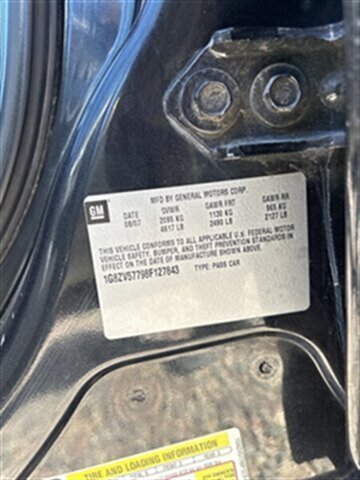 MFD BY GENERAL MOTORS CORP.
GM
DATE GVWR GAWR FRT GAWR RR
08/07 2095 KG 1130 KG 965 KG
4617 LB 2490 LB 2127 LB
THIS VEHICLE CONFORMS TO ALL APPLICABLE U.S. FEDERAL MOTOR
VEHICLE SAFETY, BUMPER, AND THEFT PREVENTION STANDARDS IN
EFFECT ON THE DATE OF MANUFACTURE SHOWN ABOVE.
1G8ZV57798F127843
TYPE: PASS CAR
TIRE AND LOADING INFORMATION